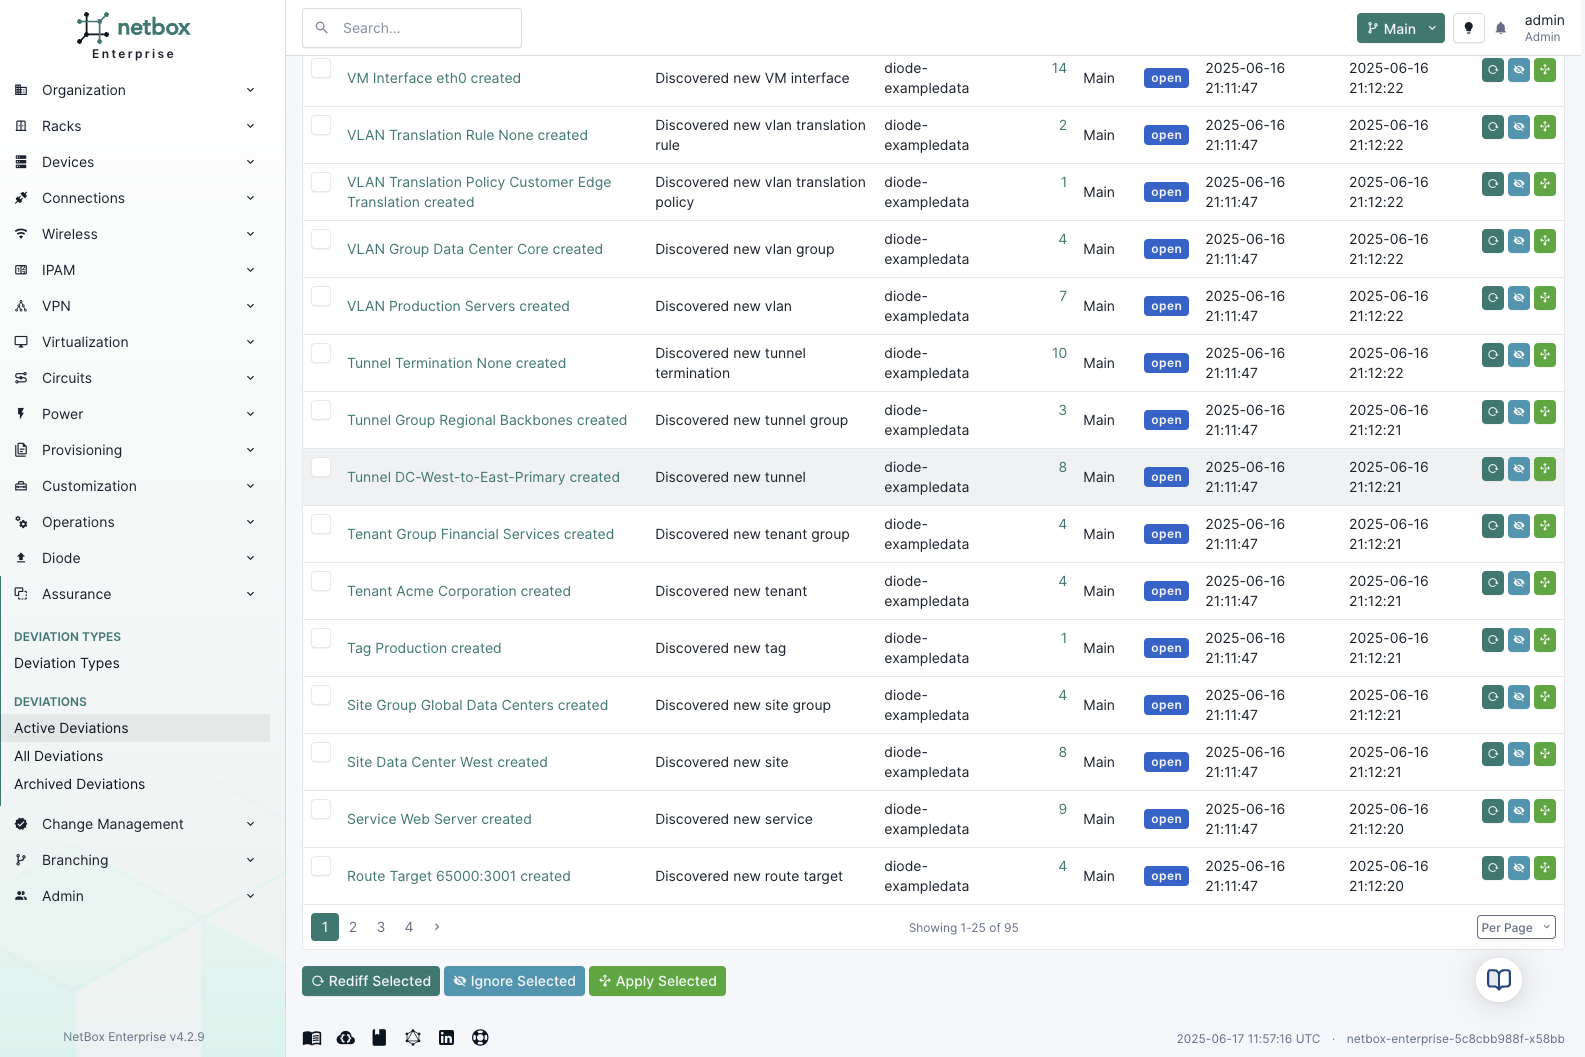 netbox
Enterprise
Search...
Main
admin
Admin
Organization
Racks
Devices
Connections
Wireless
IPAM
VPN
Virtualization
Circuits
Power
Provisioning
Customization
Operations
Diode
Assurance
DEVIATION TYPES
Deviation Types
DEVIATIONS
Active Deviations
All Deviations
Archived Deviations
Change Management
Branching
Admin
NetBox Enterprise v4.2.9
VM Interface eth0 created Discovered new VM interface diode-exampledata 14 Main open 2025-06-16 21:11:47 2025-06-16 21:12:22
VLAN Translation Rule None created Discovered new vlan translation rule diode-exampledata 2 Main open 2025-06-16 21:11:47 2025-06-16 21:12:22
VLAN Translation Policy Customer Edge Translation created Discovered new vlan translation policy diode-exampledata 1 Main open 2025-06-16 21:11:47 2025-06-16 21:12:22
VLAN Group Data Center Core created Discovered new vlan group diode-exampledata 4 Main open 2025-06-16 21:11:47 2025-06-16 21:12:22
VLAN Production Servers created Discovered new vlan diode-exampledata 7 Main open 2025-06-16 21:11:47 2025-06-16 21:12:22
Tunnel Termination None created Discovered new tunnel termination diode-exampledata 10 Main open 2025-06-16 21:11:47 2025-06-16 21:12:22
Tunnel Group Regional Backbones created Discovered new tunnel group diode-exampledata 3 Main open 2025-06-16 21:11:47 2025-06-16 21:12:21
Tunnel DC-West-to-East-Primary created Discovered new tunnel diode-exampledata 8 Main open 2025-06-16 21:11:47 2025-06-16 21:12:21
Tenant Group Financial Services created Discovered new tenant group diode-exampledata 4 Main open 2025-06-16 21:11:47 2025-06-16 21:12:21
Tenant Acme Corporation created Discovered new tenant diode-exampledata 4 Main open 2025-06-16 21:11:47 2025-06-16 21:12:21
Tag Production created Discovered new tag diode-exampledata 1 Main open 2025-06-16 21:11:47 2025-06-16 21:12:21
Site Group Global Data Centers created Discovered new site group diode-exampledata 4 Main open 2025-06-16 21:11:47 2025-06-16 21:12:21
Site Data Center West created Discovered new site diode-exampledata 8 Main open 2025-06-16 21:11:47 2025-06-16 21:12:21
Service Web Server created Discovered new service diode-exampledata 9 Main open 2025-06-16 21:11:47 2025-06-16 21:12:20
Route Target 65000:3001 created Discovered new route target diode-exampledata 4 Main open 2025-06-16 21:11:47 2025-06-16 21:12:20
1 2 3 4 Showing 1-25 of 95 Per Page
Rediff Selected Ignore Selected Apply Selected
2025-06-17 11:57:16 UTC · netbox-enterprise-5c8cbb988f-x58bb